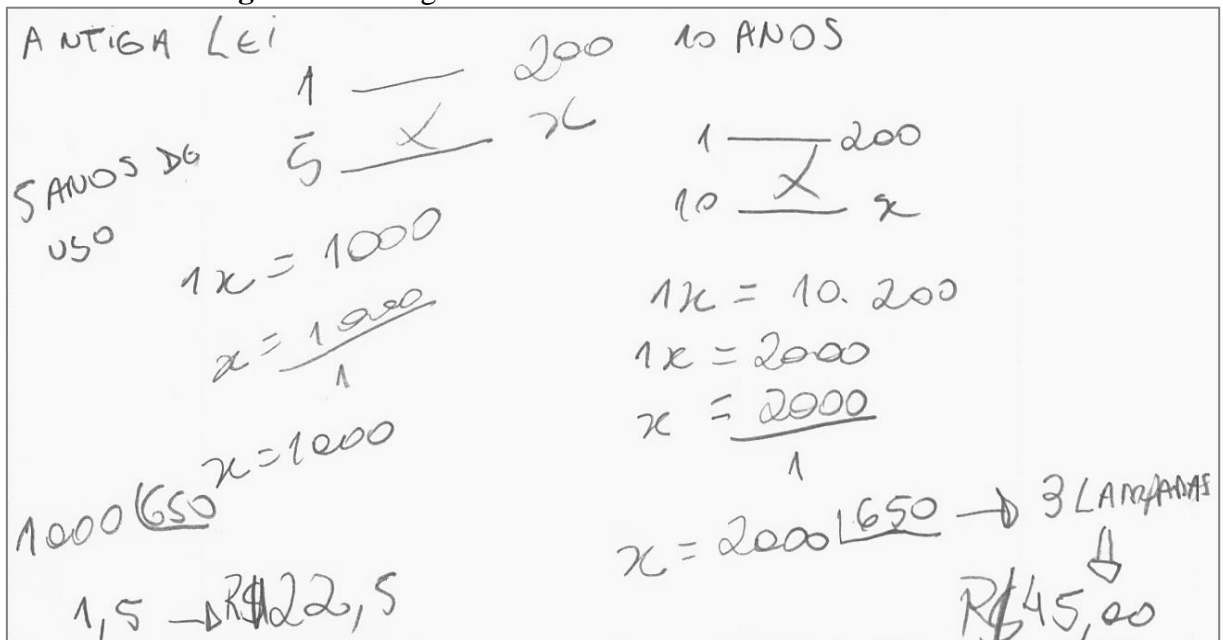 ANTIGA LEI
1 — 200
5 — x
5 ANOS DE
USO
1x = 1000
x = 1000
1
x = 1000
1000 650
1,5 → R$22,5
10 ANOS
1 — 200
10 — x
1x = 10. 200
1x = 2000
x = 2000
1
x = 2000 650 → 3 LAMPADAS
R$45,00